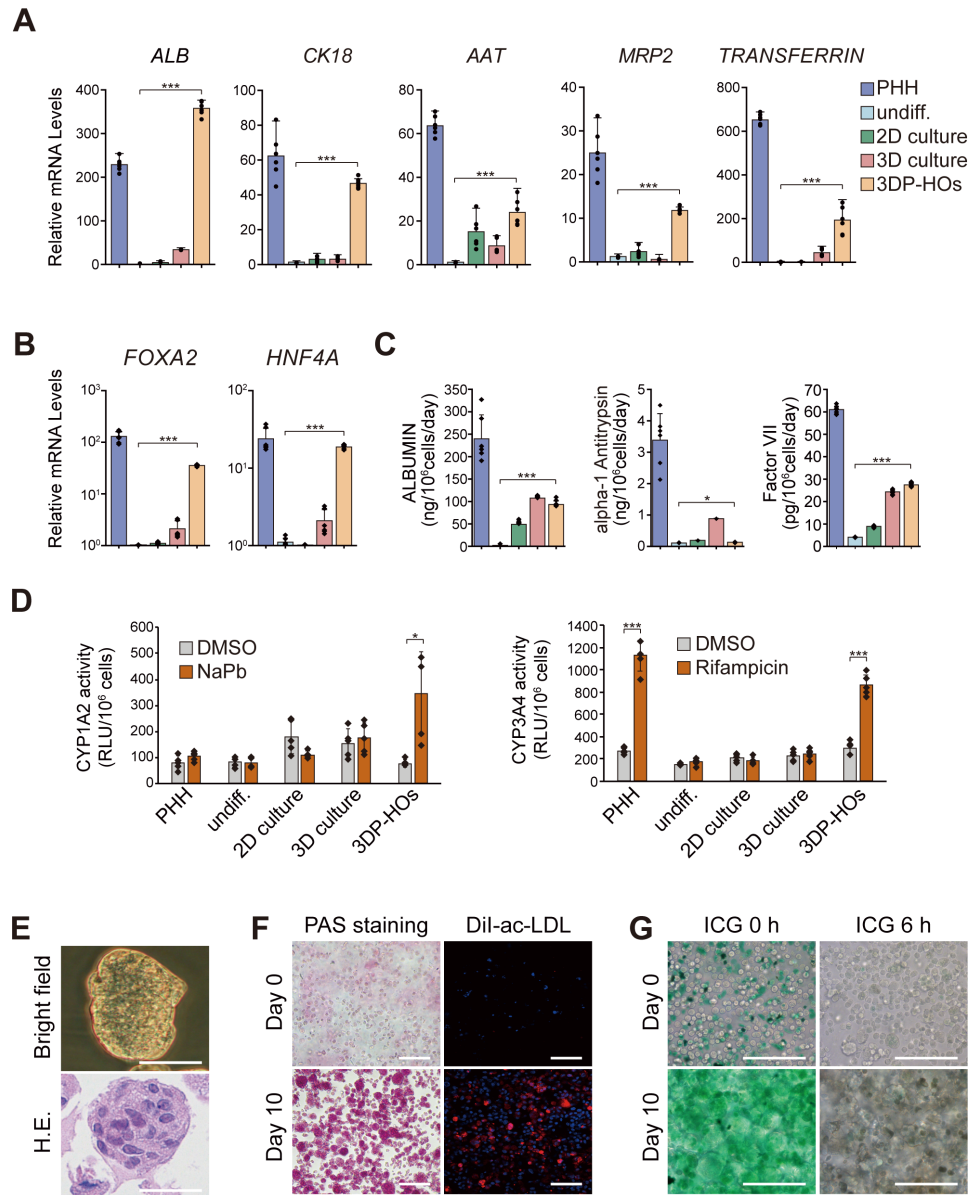 A
ALB
CK18
AAT
MRP2
TRANSFERRIN
Relative mRNA Levels
400
300
200
100
0
100
80
60
40
20
0
80
60
40
20
0
40
30
20
10
0
800
600
400
200
0
***
***
***
***
***
PHH
undiff.
2D culture
3D culture
3DP-HOs
B
FOXA2
HNF4A
Relative mRNA Levels
10³
10²
10¹
10⁰
10²
10¹
10⁰
***
***
C
ALBUMIN
(ng/10⁶cells/day)
350
300
250
200
150
100
50
0
***
alpha-1 Antitrypsin
(ng/10⁶cells/day)
5
4
3
2
1
0
*
Factor VII
(pg/10⁶cells/day)
70
60
50
40
30
20
10
0
***
D
CYP1A2 activity
(RLU/10⁶ cells)
600
500
400
300
200
100
0
DMSO
NaPb
*
PHH
undiff.
2D culture
3D culture
3DP-HOs
CYP3A4 activity
(RLU/10⁶ cells)
1400
1200
1000
800
600
400
200
0
DMSO
Rifampicin
***
***
PHH
undiff.
2D culture
3D culture
3DP-HOs
E
Bright field
H.E.
F
PAS staining
Dil-ac-LDL
Day 0
Day 10
G
ICG 0 h
ICG 6 h
Day 0
Day 10